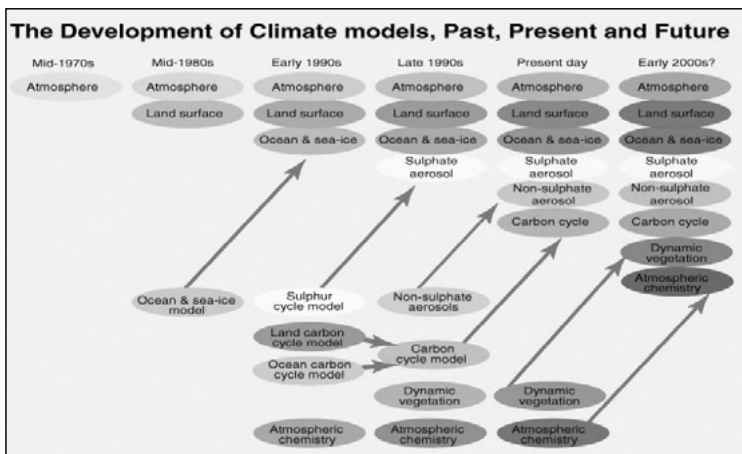 The Development of Climate models, Past, Present and Future
Mid-1970s
Mid-1980s
Early 1990s
Late 1990s
Present day
Early 2000s?
Atmosphere
Atmosphere
Atmosphere
Atmosphere
Atmosphere
Atmosphere
Land surface
Land surface
Land surface
Land surface
Land surface
Ocean & sea-ice
Ocean & sea-ice
Ocean & sea-ice
Ocean & sea-ice
Sulphate
aerosol
Sulphate
aerosol
Sulphate
aerosol
Non-sulphate
aerosol
Non-sulphate
aerosol
Carbon cycle
Carbon cycle
Dynamic
vegetation
Atmospheric
chemistry
Ocean & sea-ice
model
Sulphur
cycle model
Non-sulphate
aerosols
Land carbon
cycle model
Carbon
cycle model
Ocean carbon
cycle model
Dynamic
vegetation
Dynamic
vegetation
Atmospheric
chemistry
Atmospheric
chemistry
Atmospheric
chemistry